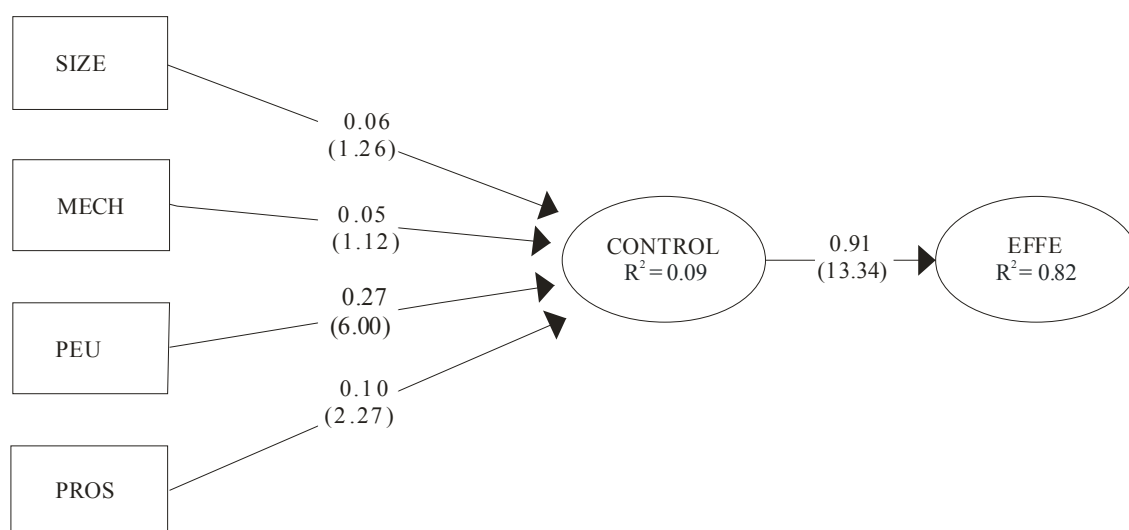 SIZE
0.06
(1.26)
MECH
0.05
(1.12)
PEU
0.27
(6.00)
PROS
0.10
(2.27)
CONTROL
R² = 0.09
0.91
(13.34)
EFFE
R² = 0.82